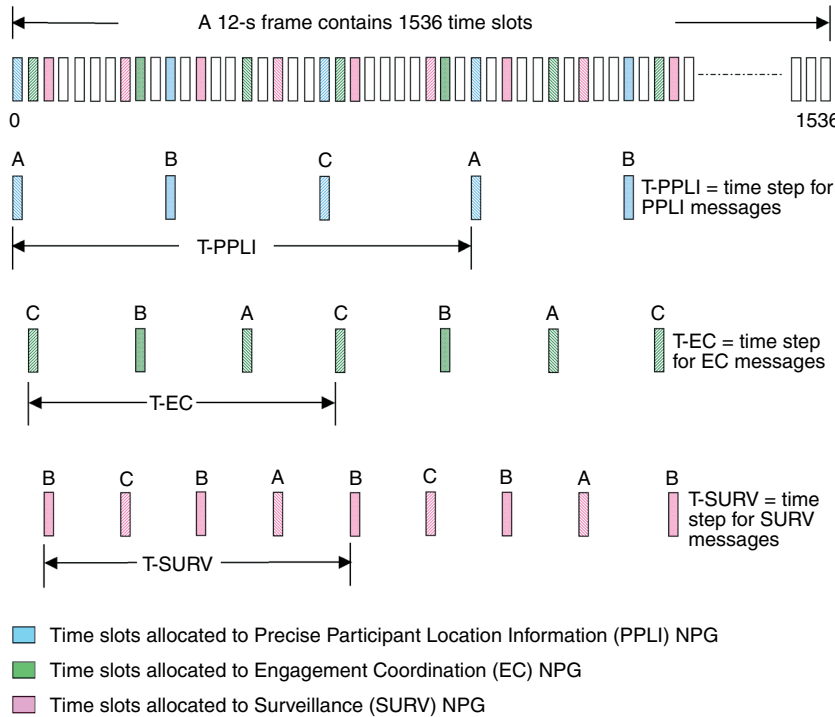 A 12-s frame contains 1536 time slots
0
1536
A B C A B
T-PPLI = time step for
PPLI messages
T-PPLI
C B A C B A C
T-EC = time step
for EC messages
T-EC
B C B A B C B A B
T-SURV = time
step for SURV
messages
T-SURV
Time slots allocated to Precise Participant Location Information (PPLI) NPG
Time slots allocated to Engagement Coordination (EC) NPG
Time slots allocated to Surveillance (SURV) NPG